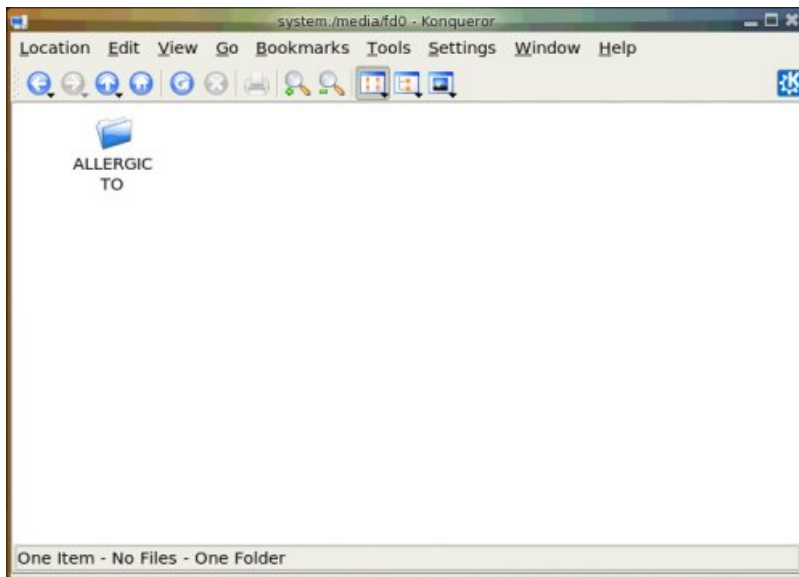 system:/media/fd0 - Konqueror
Location Edit View Go Bookmarks Tools Settings Window Help
ALLERGIC
TO
One Item - No Files - One Folder